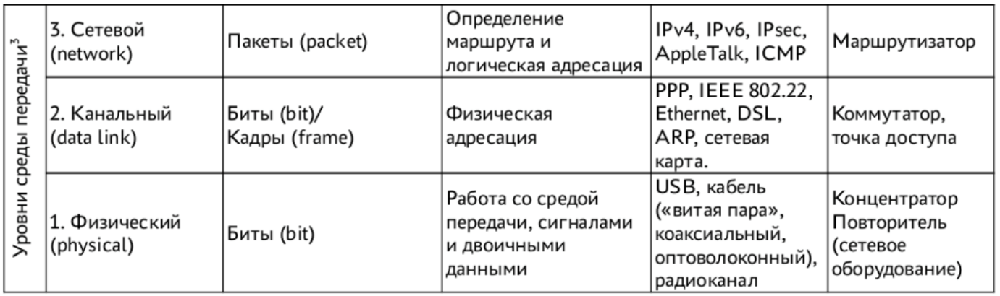 Уровни среды передачи³
3. Сетевой
(network)
Пакеты (packet)
Определение
маршрута и
логическая адресация
IPv4, IPv6, IPsec,
AppleTalk, ICMP
Маршрутизатор
2. Канальный
(data link)
Биты (bit)/
Кадры (frame)
Физическая
адресация
PPP, IEEE 802.22,
Ethernet, DSL,
ARP, сетевая
карта.
Коммутатор,
точка доступа
1. Физический
(physical)
Биты (bit)
Работа со средой
передачи, сигналами
и двоичными
данными
USB, кабель
(«витая пара»,
коаксиальный,
оптоволоконный),
радиоканал
Концентратор
Повторитель
(сетевое
оборудование)